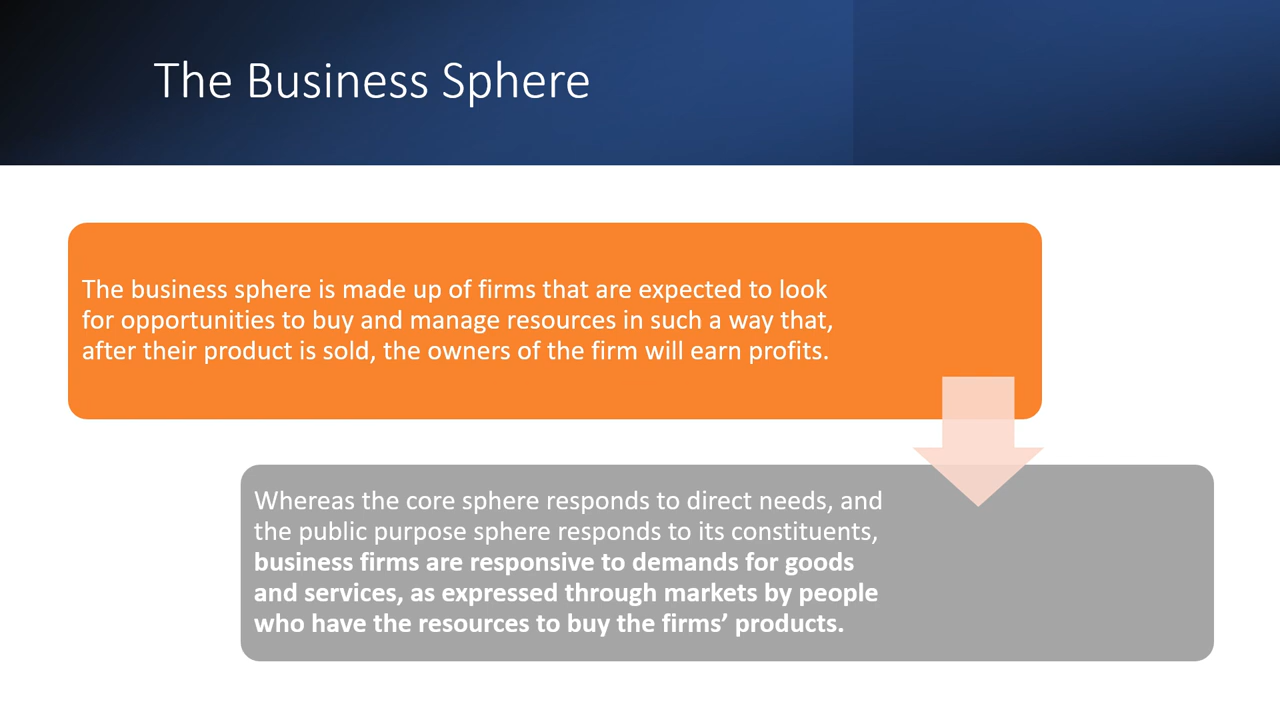 The Business Sphere
The business sphere is made up of firms that are expected to look
for opportunities to buy and manage resources in such a way that,
after their product is sold, the owners of the firm will earn profits.
Whereas the core sphere responds to direct needs, and
the public purpose sphere responds to its constituents,
business firms are responsive to demands for goods
and services, as expressed through markets by people
who have the resources to buy the firms’ products.